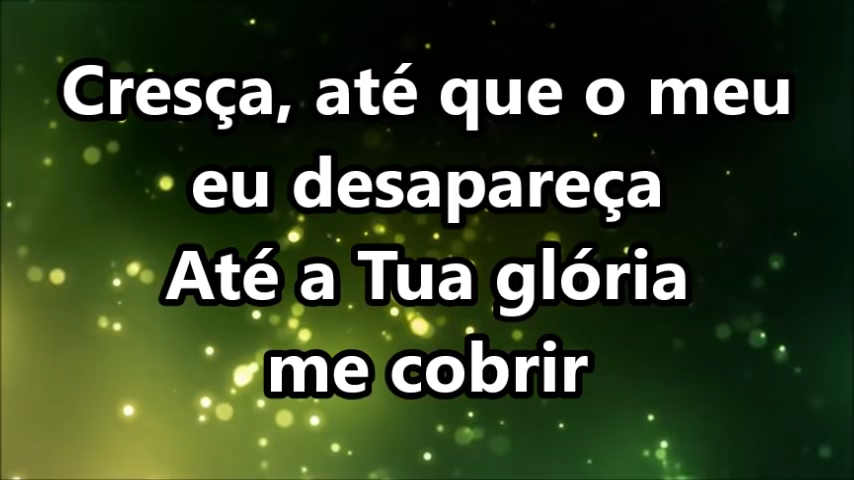 Cresça, até que o meu
eu desapareça
Até a Tua glória
me cobrir